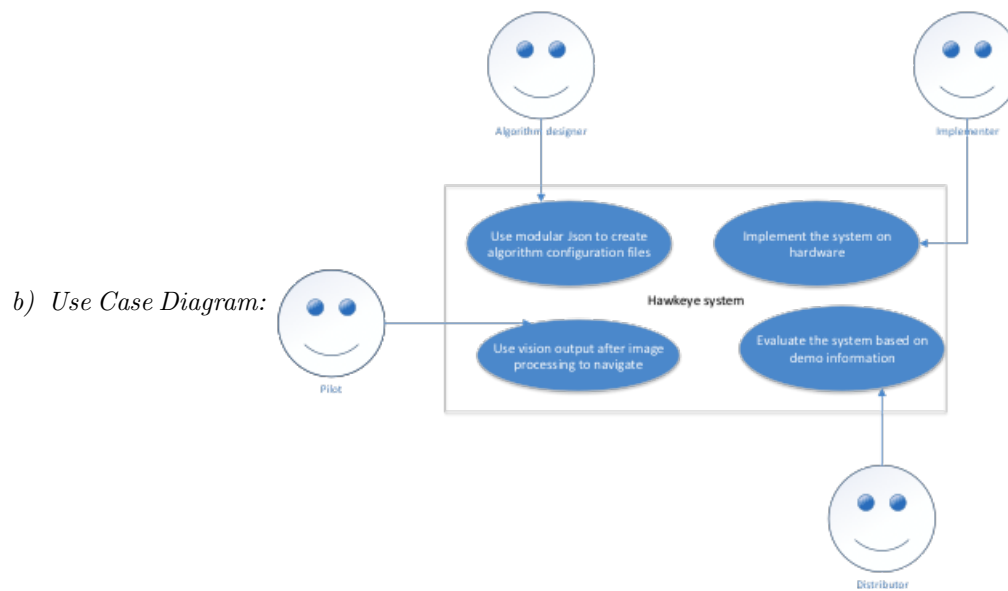 Algorithm designer
Implementer
Use modular Json to create
algorithm configuration files
Implement the system on
hardware
b) Use Case Diagram:
Hawkeye system
Use vision output after image
processing to navigate
Evaluate the system based on
demo information
Pilot
Distributor